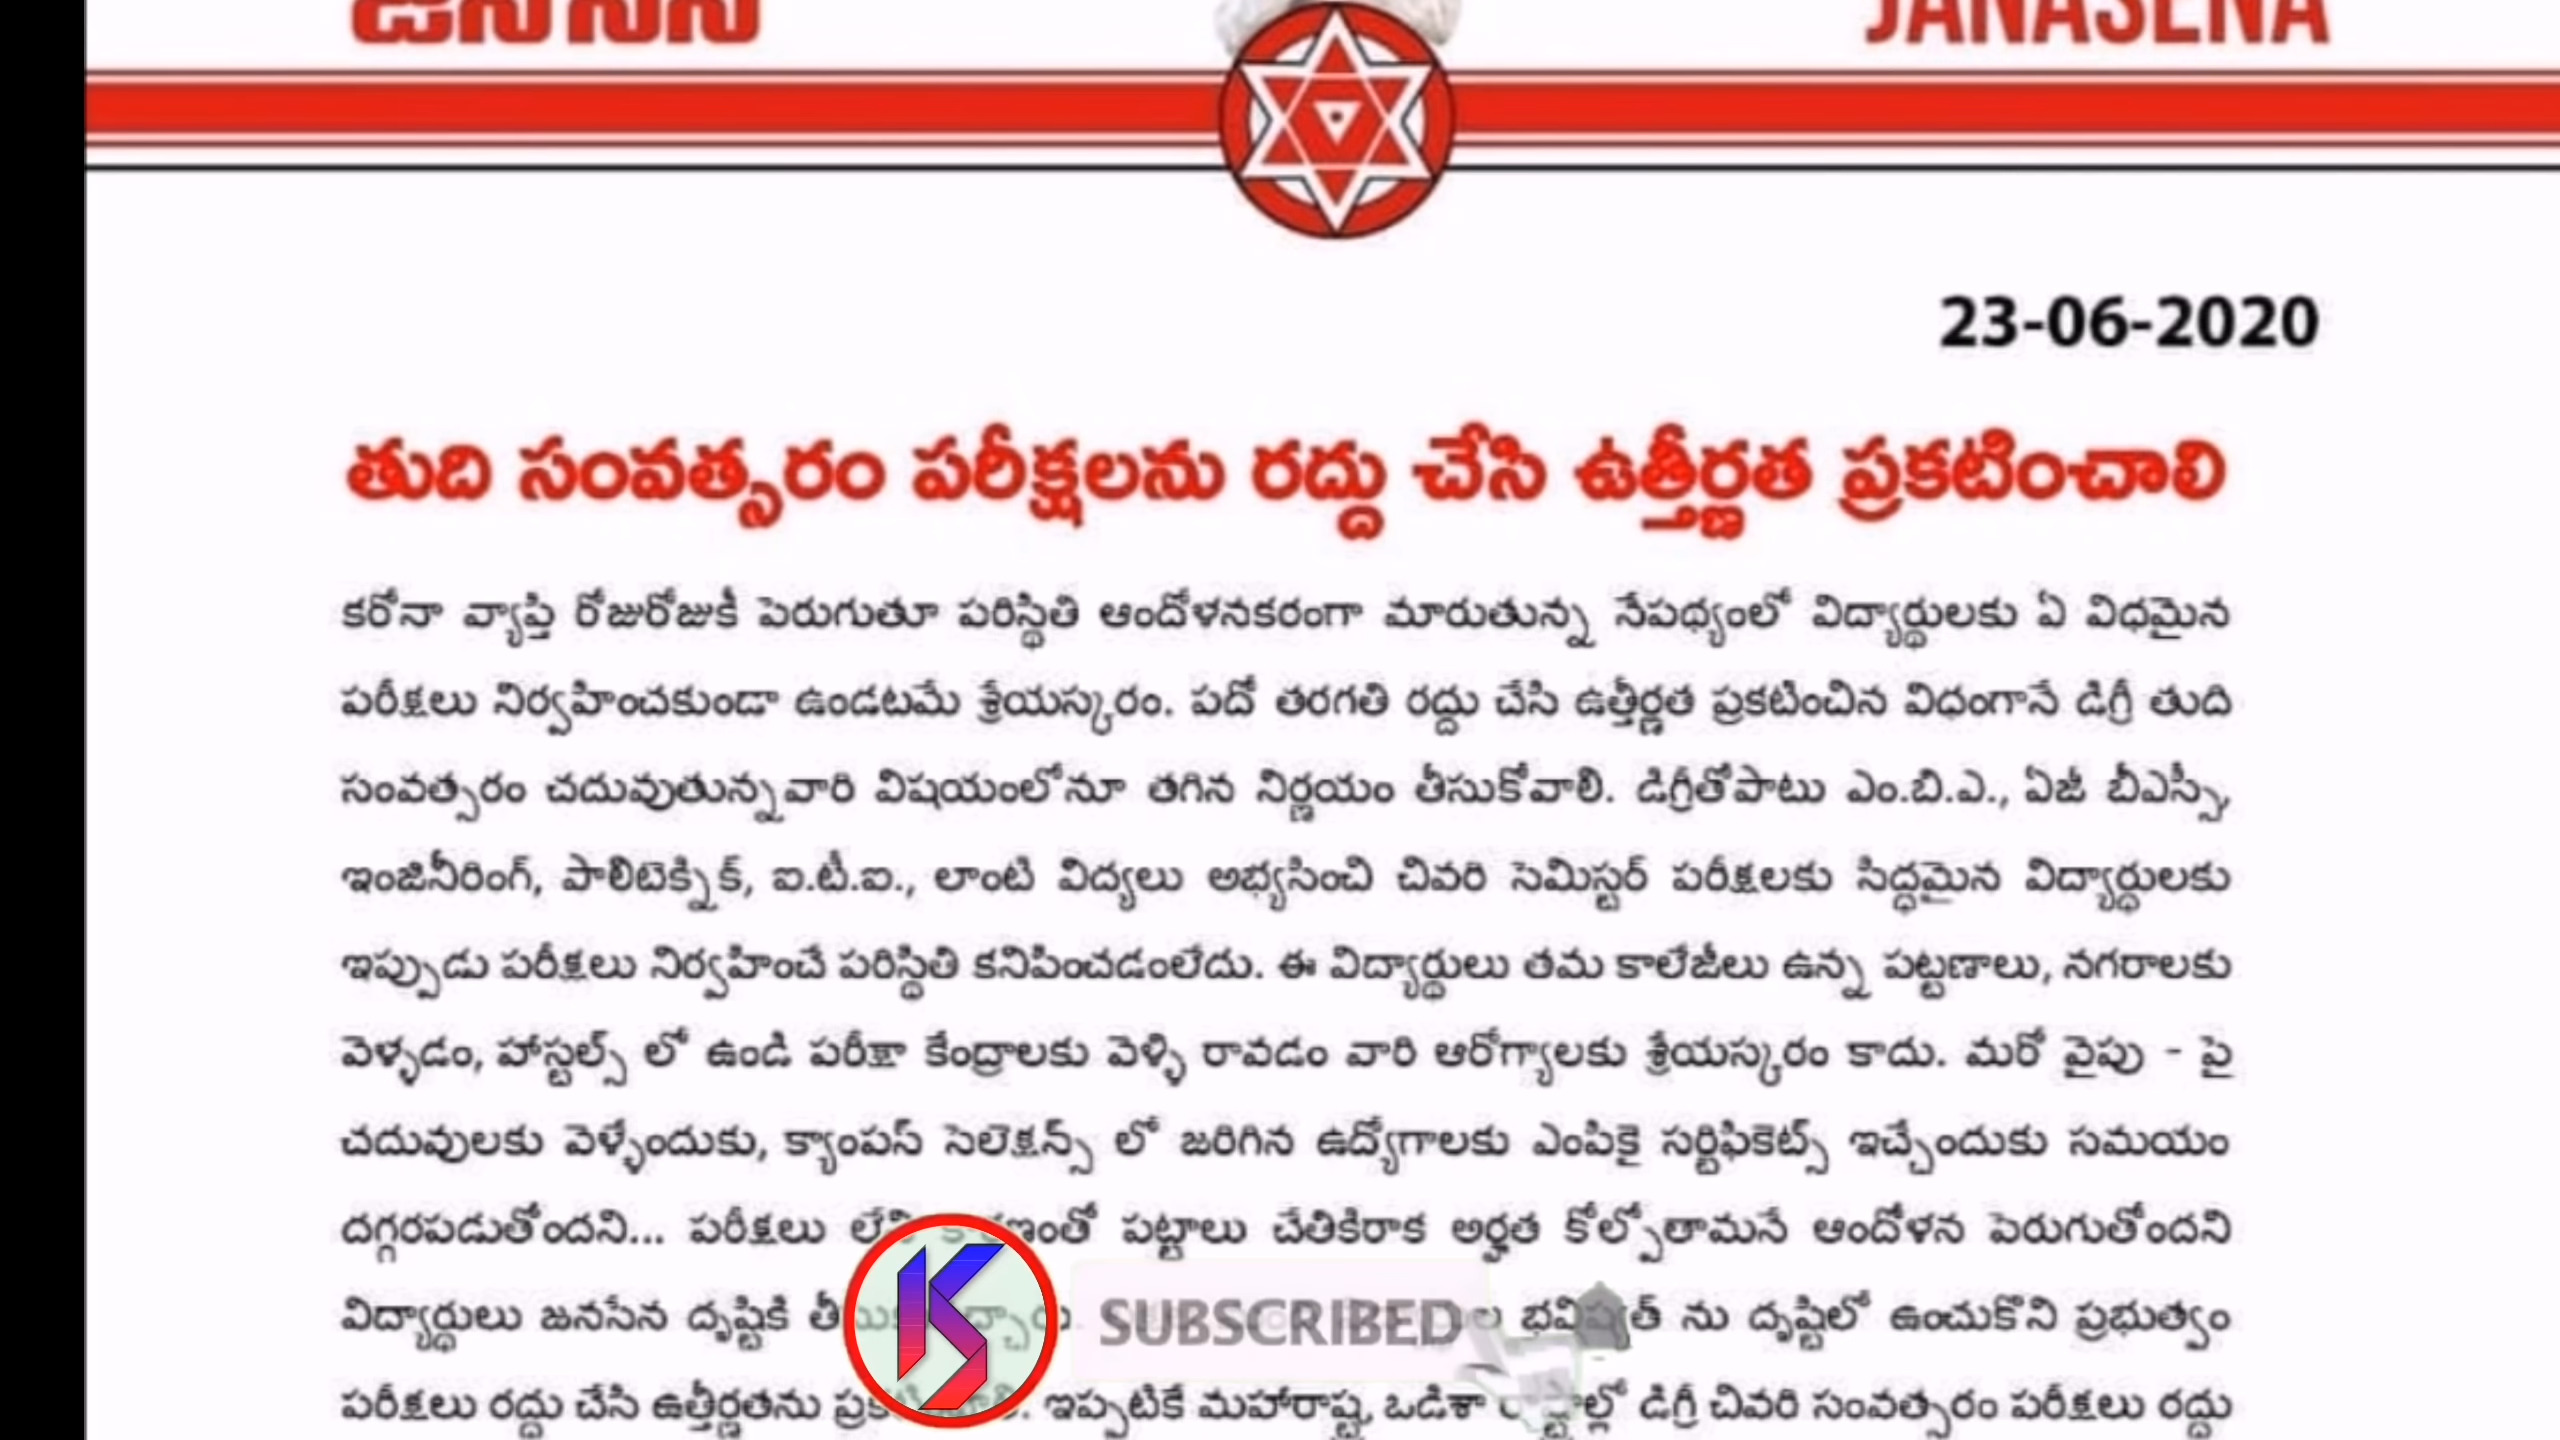 జనసేన JANASENA
23-06-2020
తుది సంవత్సరం పరీక్షలను రద్దు చేసి ఉత్తీర్ణత ప్రకటించాలి
కరోనా వ్యాప్తి రోజురోజుకీ పెరుగుతూ పరిస్థితి ఆందోళనకరంగా మారుతున్న నేపథ్యంలో విద్యార్థులకు ఏ విధమైన
పరీక్షలు నిర్వహించకుండా ఉండటమే శ్రేయస్కరం. పదో తరగతి రద్దు చేసి ఉత్తీర్ణత ప్రకటించిన విధంగానే డిగ్రీ తుది
సంవత్సరం చదువుతున్నవారి విషయంలోనూ తగిన నిర్ణయం తీసుకోవాలి. డిగ్రీతోపాటు ఎం.బి.ఎ., ఏజీ బీఎస్సీ,
ఇంజినీరింగ్, పాలిటెక్నిక్, ఐ.టీ.ఐ., లాంటి విద్యలు అభ్యసించి చివరి సెమిస్టర్ పరీక్షలకు సిద్ధమైన విద్యార్ధులకు
ఇప్పుడు పరీక్షలు నిర్వహించే పరిస్థితి కనిపించడంలేదు. ఈ విద్యార్థులు తమ కాలేజీలు ఉన్న పట్టణాలు, నగరాలకు
వెళ్ళడం, హాస్టల్స్ లో ఉండి పరీక్షా కేంద్రాలకు వెళ్ళి రావడం వారి ఆరోగ్యాలకు శ్రేయస్కరం కాదు. మరో వైపు - పై
చదువులకు వెళ్ళేందుకు, క్యాంపస్ సెలెక్షన్స్ లో జరిగిన ఉద్యోగాలకు ఎంపికై సర్టిఫికెట్స్ ఇచ్చేందుకు సమయం
దగ్గరపడుతోందని... పరీక్షలు పట్టాలు చేతికిరాక అర్హత కోల్పోతామనే ఆందోళన పెరుగుతోందని
విద్యార్థులు జనసేన దృష్టికి SUBSCRIBED భవిష్యత్ ను దృష్టిలో ఉంచుకొని ప్రభుత్వం
పరీక్షలు రద్దు చేసి ఉత్తీర్ణతను ఇప్పటికే మహారాష్ట్ర, ఒడిశా డిగ్రీ చివరి సంవత్సరం పరీక్షలు రద్దు